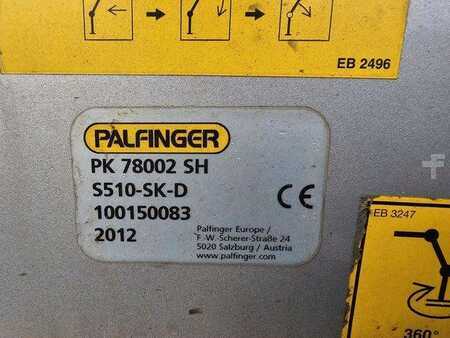 EB 2496
PALFINGER
PK 78002 SH
S510-SK-D
100150083
2012
CE
Palfinger Europe /
F.-W.-Scherer-Straße 24
5020 Salzburg / Austria
www.palfinger.com
EB 3247
360°
F